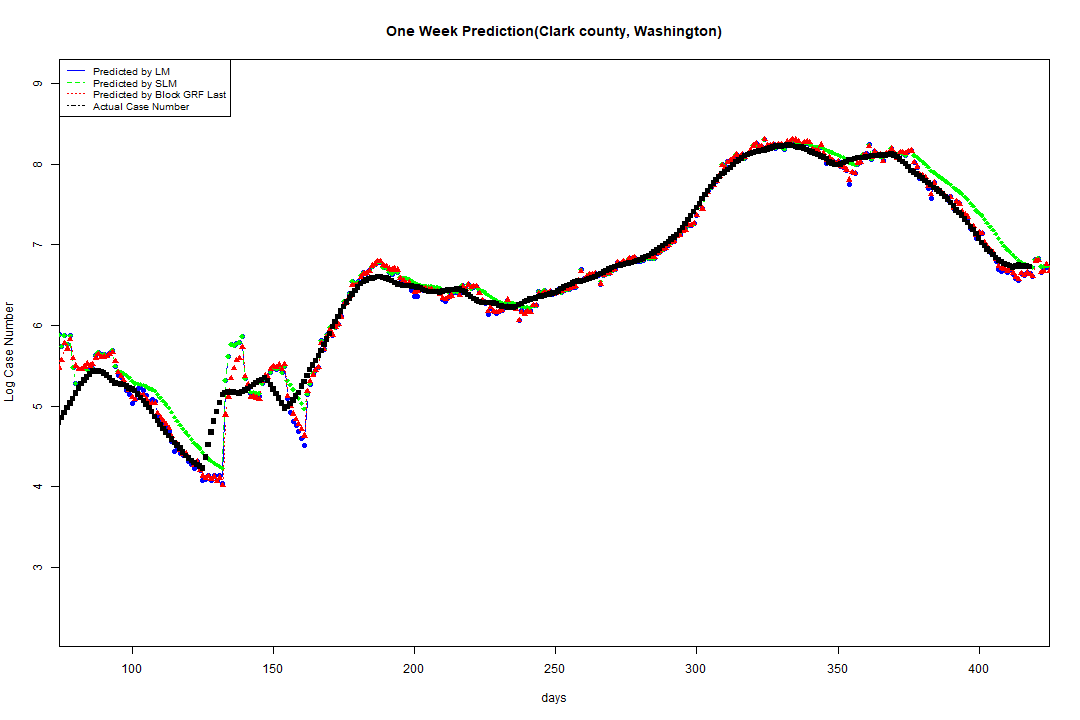 One Week Prediction(Clark county, Washington)
Predicted by LM
Predicted by SLM
Predicted by Block GRF Last
Actual Case Number
9
8
7
6
5
4
3
Log Case Number
100 150 200 250 300 350 400
days